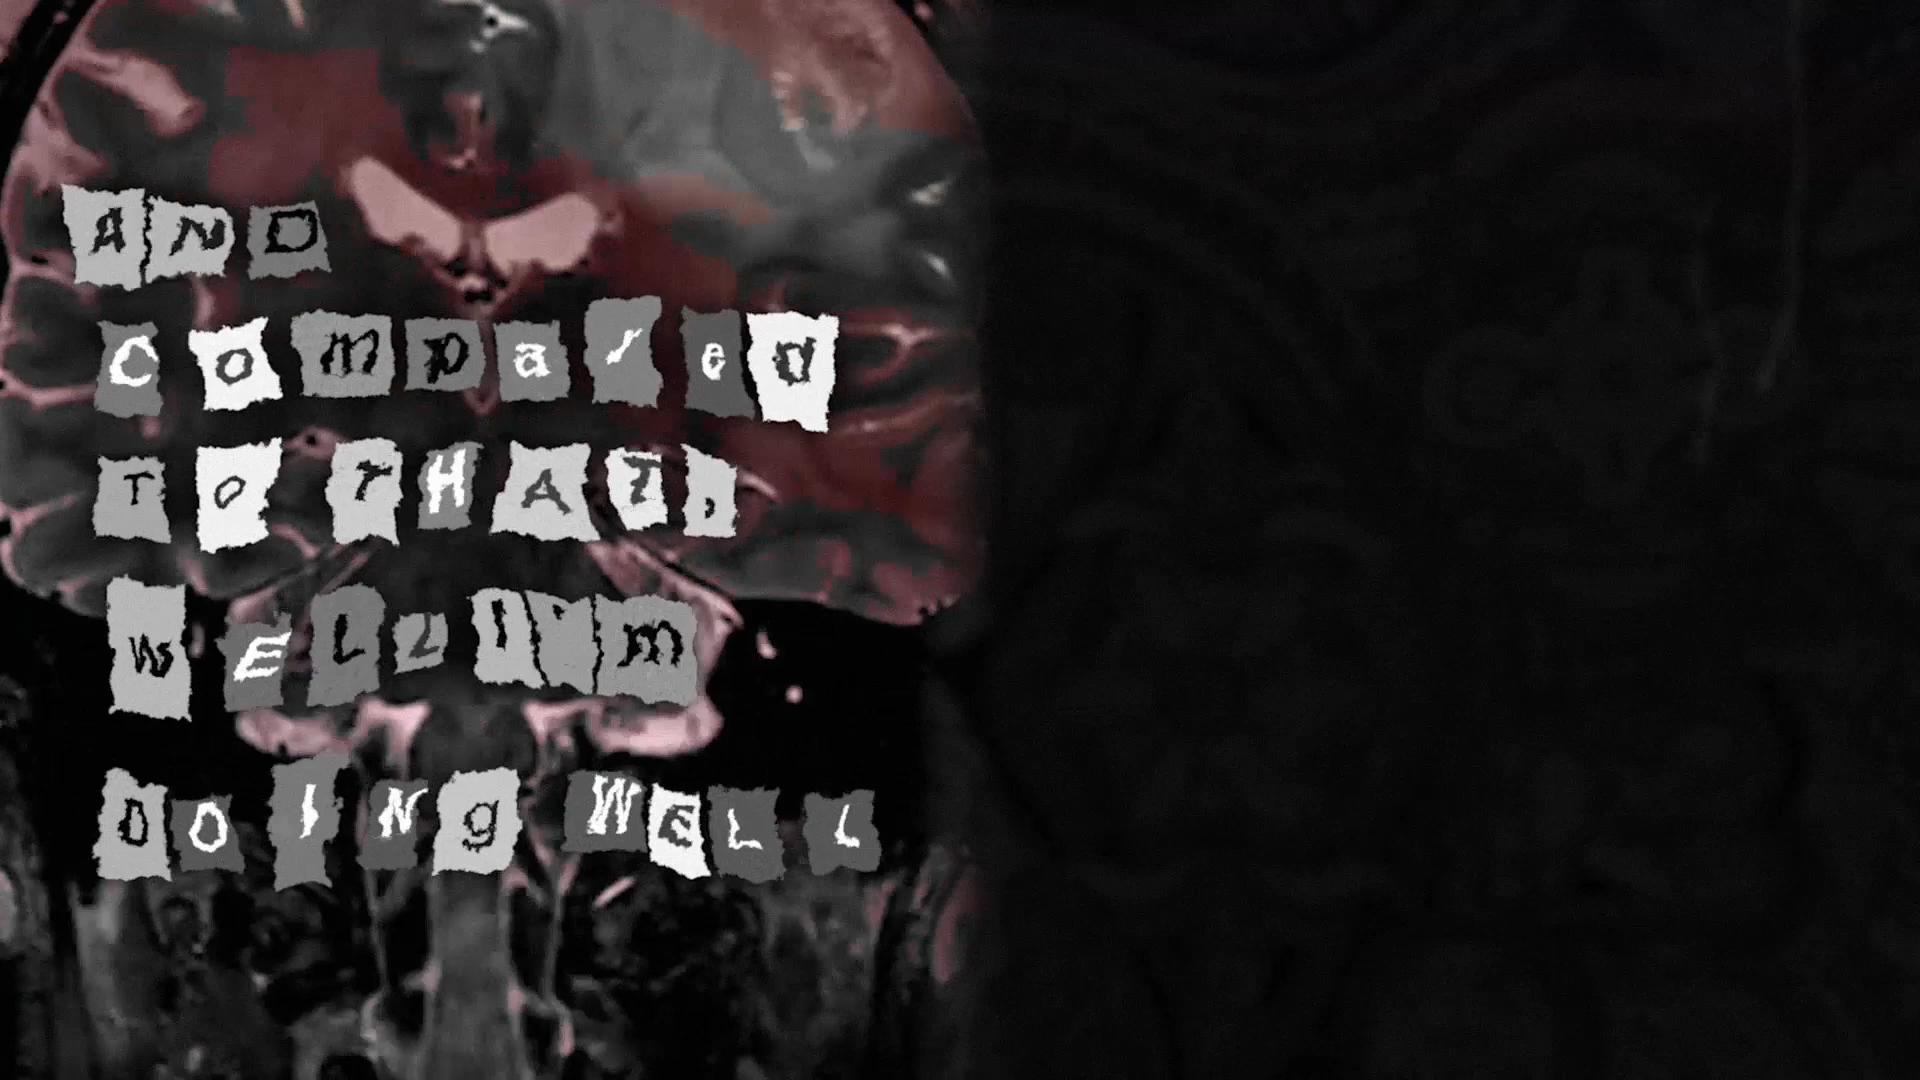 AND
Compared
To THAT,
WELL I'm
DOING WELL